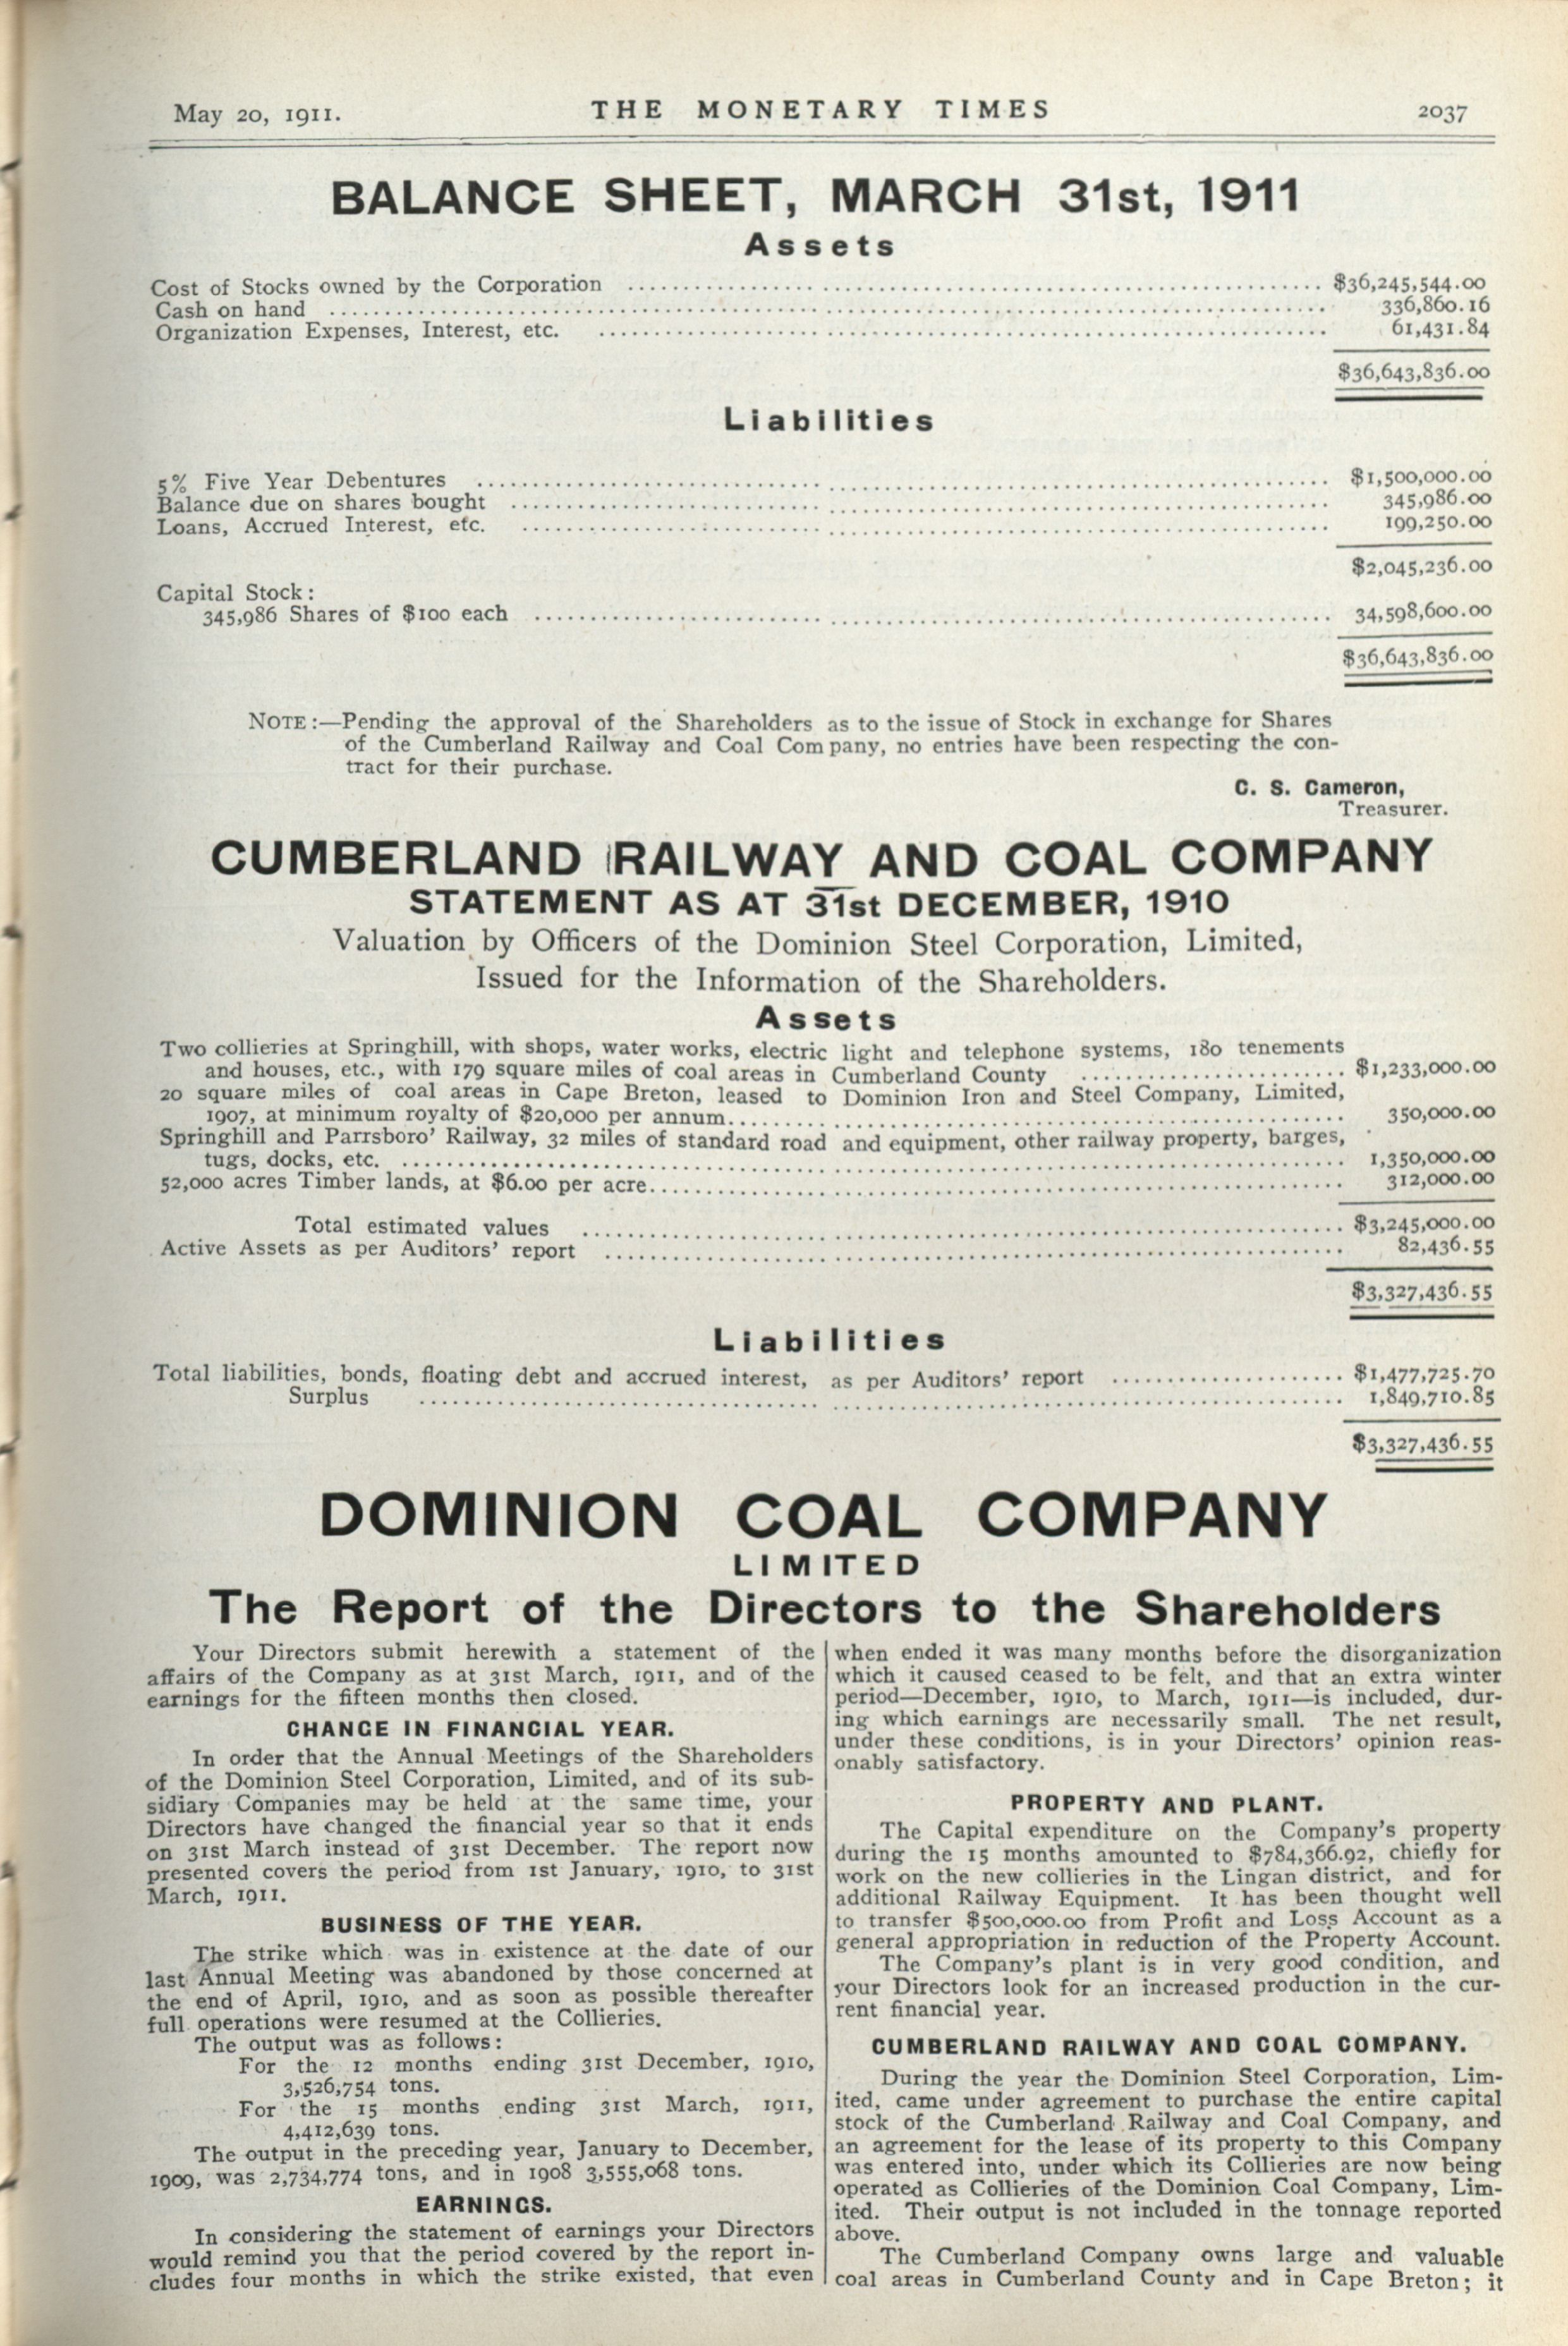 May 20, 1911.
THE MONETARY TIMES
2037
BALANCE SHEET, MARCH 31st, 1911
Assets
Cost of Stocks owned by the Corporation ........ $36,245,544.00
Cash on hand ........ 336,860.16
Organization Expenses, Interest, etc. ........ 61,431.84
$36,643,836.00
Liabilities
5% Five Year Debentures ........ $1,500,000.00
Balance due on shares bought ........ 345,986.00
Loans, Accrued Interest, etc. ........ 199,250.00
$2,045,236.00
Capital Stock:
345,986 Shares of $100 each ........ 34,598,600.00
$36,643,836.00
NOTE:—Pending the approval of the Shareholders as to the issue of Stock in exchange for Shares
of the Cumberland Railway and Coal Company, no entries have been respecting the con-
tract for their purchase.
C. S. Cameron,
Treasurer.
CUMBERLAND RAILWAY AND COAL COMPANY
STATEMENT AS AT 31st DECEMBER, 1910
Valuation by Officers of the Dominion Steel Corporation, Limited,
Issued for the Information of the Shareholders.
Assets
Two collieries at Springhill, with shops, water works, electric light and telephone systems, 180 tenements
and houses, etc., with 179 square miles of coal areas in Cumberland County ........ $1,233,000.00
20 square miles of coal areas in Cape Breton, leased to Dominion Iron and Steel Company, Limited,
1907, at minimum royalty of $20,000 per annum ........ 350,000.00
Springhill and Parrsboro' Railway, 32 miles of standard road and equipment, other railway property, barges,
tugs, docks, etc. ........ 1,350,000.00
52,000 acres Timber lands, at $6.00 per acre ........ 312,000.00
Total estimated values ........ $3,245,000.00
Active Assets as per Auditors' report ........ 82,436.55
$3,327,436.55
Liabilities
Total liabilities, bonds, floating debt and accrued interest, as per Auditors' report ........ $1,477,725.70
Surplus ........ 1,849,710.85
$3,327,436.55
DOMINION COAL COMPANY
LIMITED
The Report of the Directors to the Shareholders
Your Directors submit herewith a statement of the
affairs of the Company as at 31st March, 1911, and of the
earnings for the fifteen months then closed.
CHANGE IN FINANCIAL YEAR.
In order that the Annual Meetings of the Shareholders
of the Dominion Steel Corporation, Limited, and of its sub-
sidiary Companies may be held at the same time, your
Directors have changed the financial year so that it ends
on 31st March instead of 31st December. The report now
presented covers the period from 1st January, 1910, to 31st
March, 1911.
BUSINESS OF THE YEAR.
The strike which was in existence at the date of our
last Annual Meeting was abandoned by those concerned at
the end of April, 1910, and as soon as possible thereafter
full operations were resumed at the Collieries.
The output was as follows:
For the 12 months ending 31st December, 1910,
3,526,754 tons.
For the 15 months ending 31st March, 1911,
4,412,639 tons.
The output in the preceding year, January to December,
1909, was 2,734,774 tons, and in 1908 3,555,068 tons.
EARNINGS.
In considering the statement of earnings your Directors
would remind you that the period covered by the report in-
cludes four months in which the strike existed, that even
when ended it was many months before the disorganization
which it caused ceased to be felt, and that an extra winter
period—December, 1910, to March, 1911—is included, dur-
ing which earnings are necessarily small. The net result,
under these conditions, is in your Directors' opinion reas-
onably satisfactory.
PROPERTY AND PLANT.
The Capital expenditure on the Company's property
during the 15 months amounted to $784,366.92, chiefly for
work on the new collieries in the Lingan district, and for
additional Railway Equipment. It has been thought well
to transfer $500,000.00 from Profit and Loss Account as a
general appropriation in reduction of the Property Account.
The Company's plant is in very good condition, and
your Directors look for an increased production in the cur-
rent financial year.
CUMBERLAND RAILWAY AND COAL COMPANY.
During the year the Dominion Steel Corporation, Lim-
ited, came under agreement to purchase the entire capital
stock of the Cumberland Railway and Coal Company, and
an agreement for the lease of its property to this Company
was entered into, under which its Collieries are now being
operated as Collieries of the Dominion Coal Company, Lim-
ited. Their output is not included in the tonnage reported
above.
The Cumberland Company owns large and valuable
coal areas in Cumberland County and in Cape Breton; it